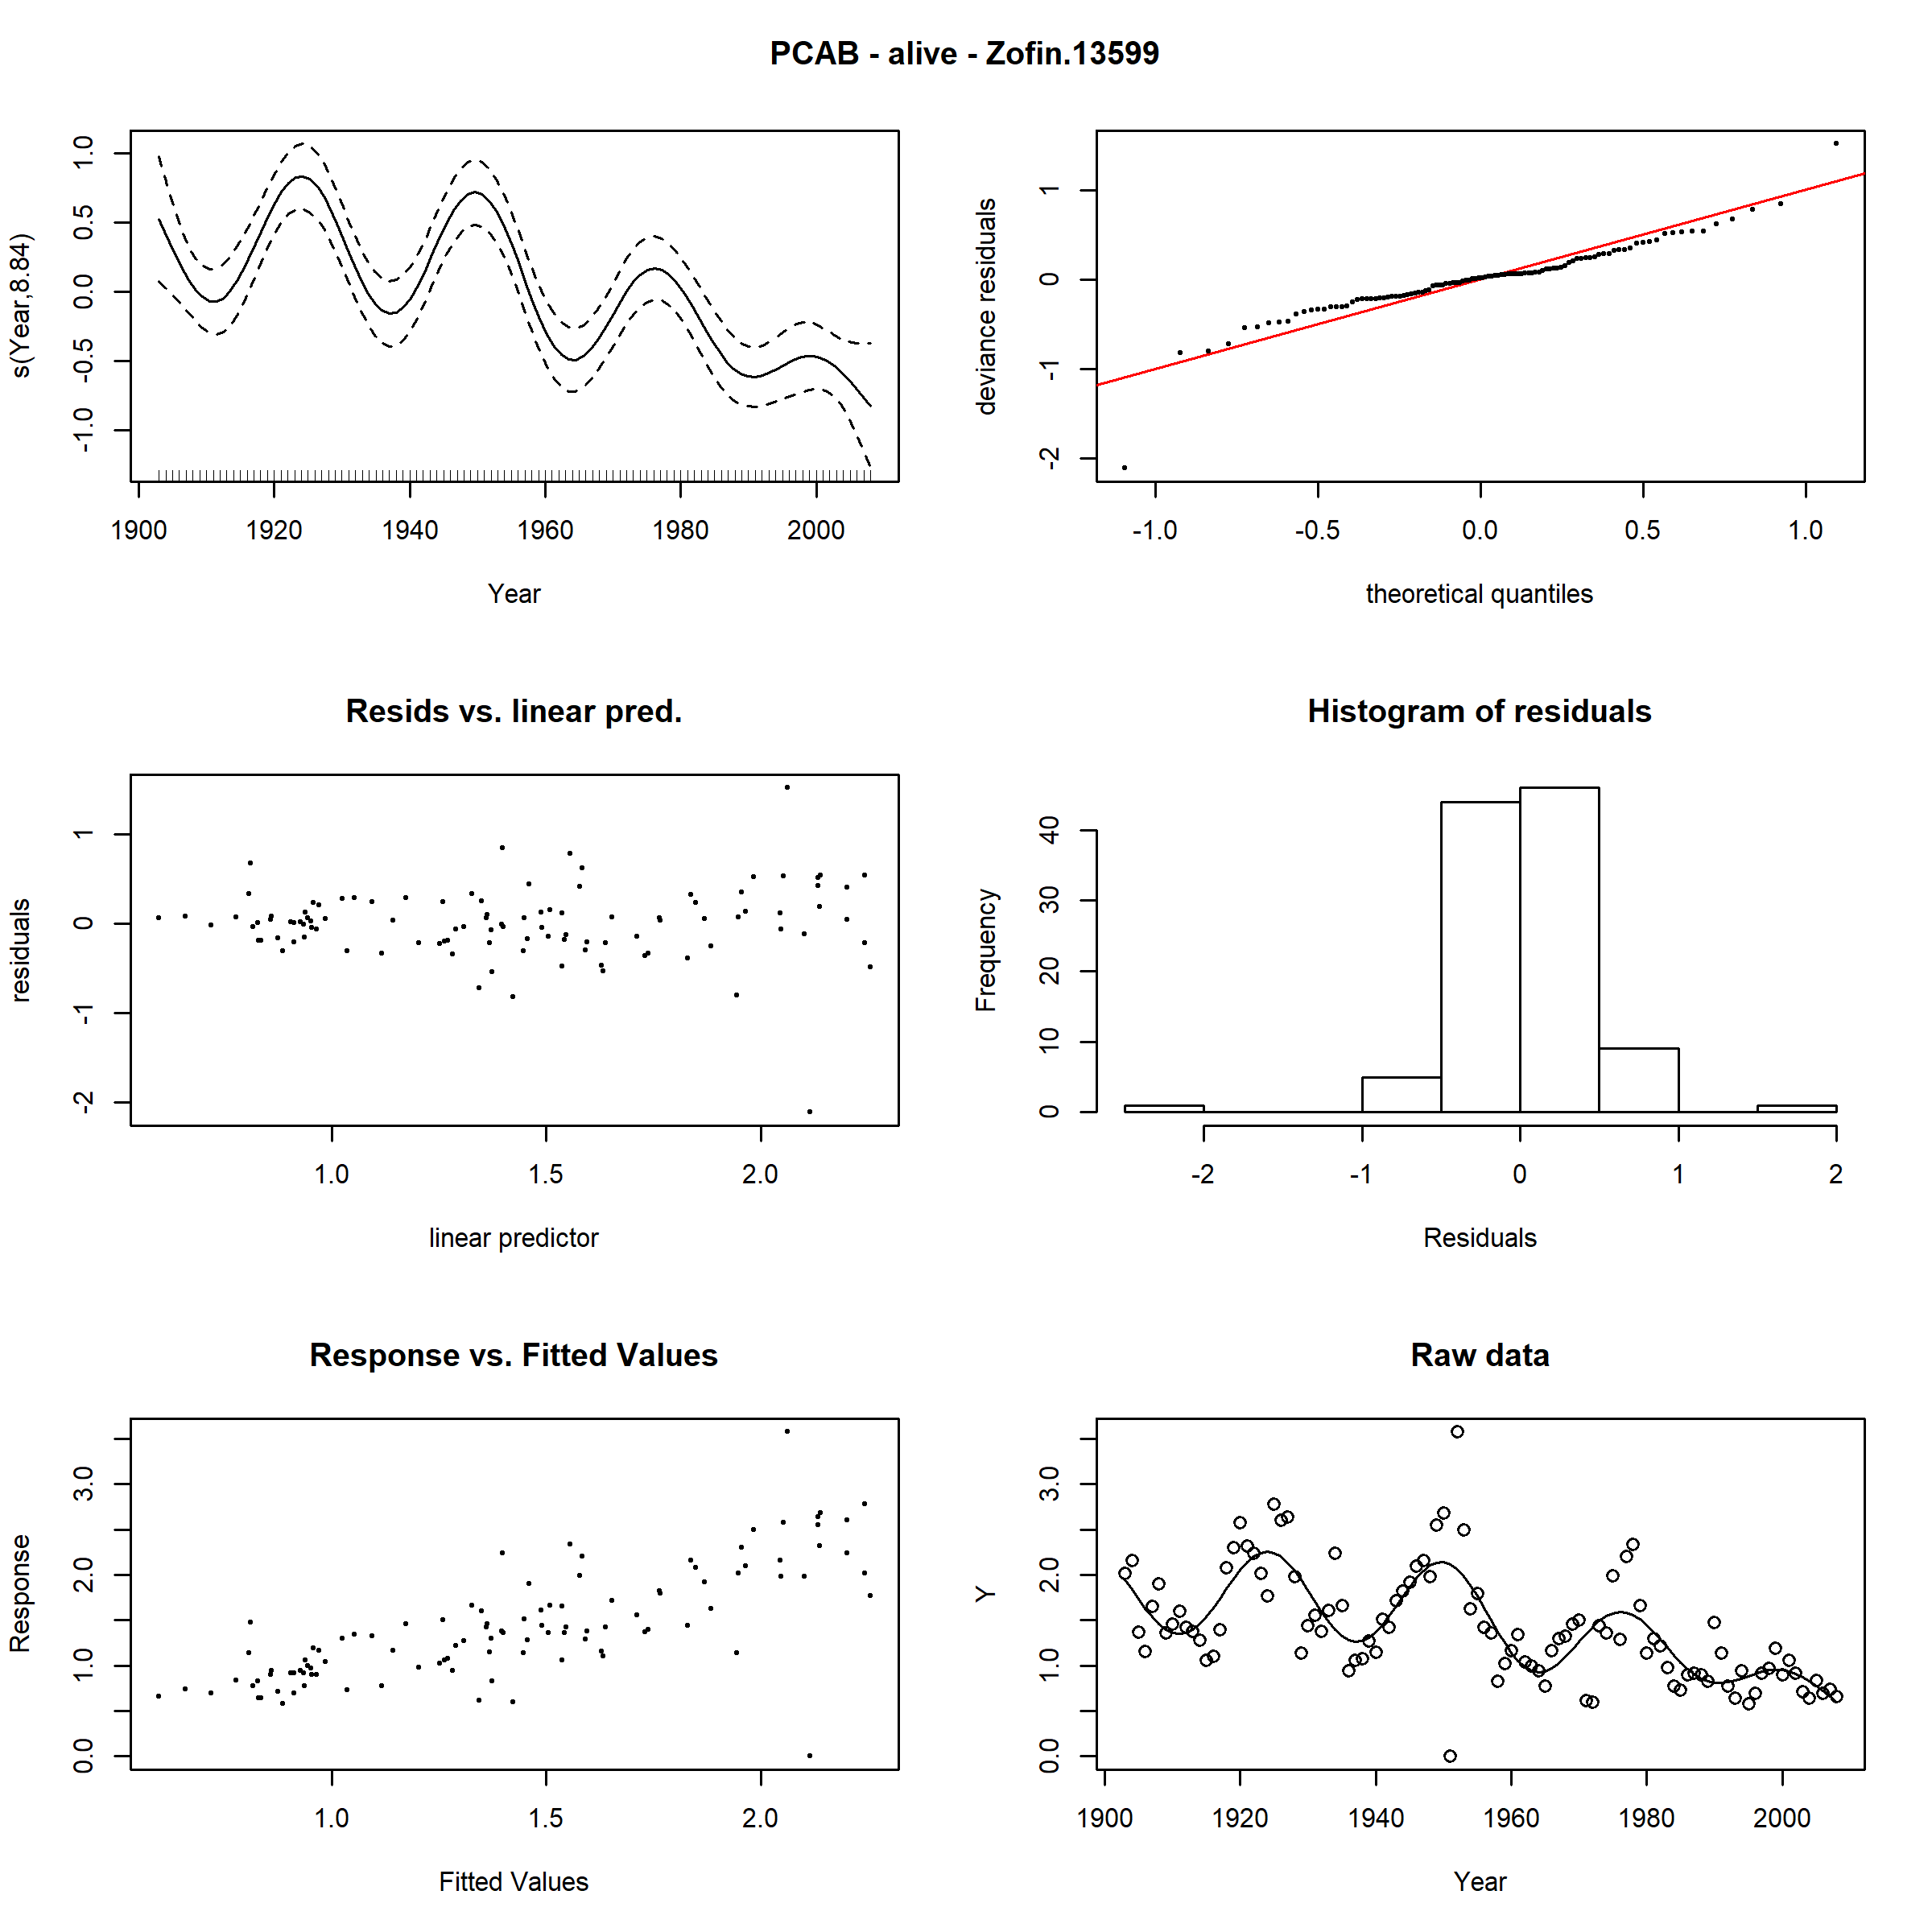 PCAB - alive - Zofin.13599
s(Year,8.84)
1.0
0.5
0.0
-0.5
-1.0
1900 1920 1940 1960 1980 2000
Year
deviance residuals
1
0
-1
-2
-1.0 -0.5 0.0 0.5 1.0
theoretical quantiles
Resids vs. linear pred.
residuals
1
0
-1
-2
1.0 1.5 2.0
linear predictor
Histogram of residuals
Frequency
40
30
20
10
0
-2 -1 0 1 2
Residuals
Response vs. Fitted Values
Response
3.0
2.0
1.0
0.0
1.0 1.5 2.0
Fitted Values
Raw data
Y
3.0
2.0
1.0
0.0
1900 1920 1940 1960 1980 2000
Year